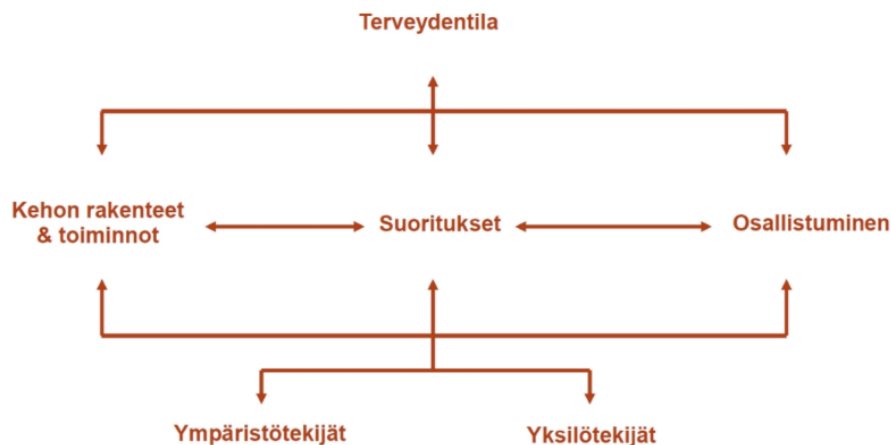 Terveydentila
Kehon rakenteet
& toiminnot
Suoritukset
Osallistuminen
Ympäristötekijät
Yksilötekijät